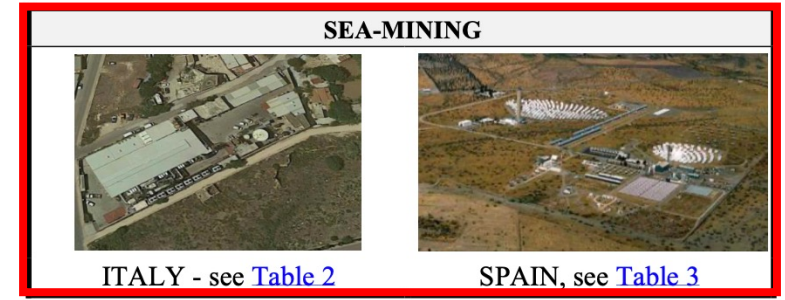 SEA-MINING
ITALY - see Table 2
SPAIN, see Table 3